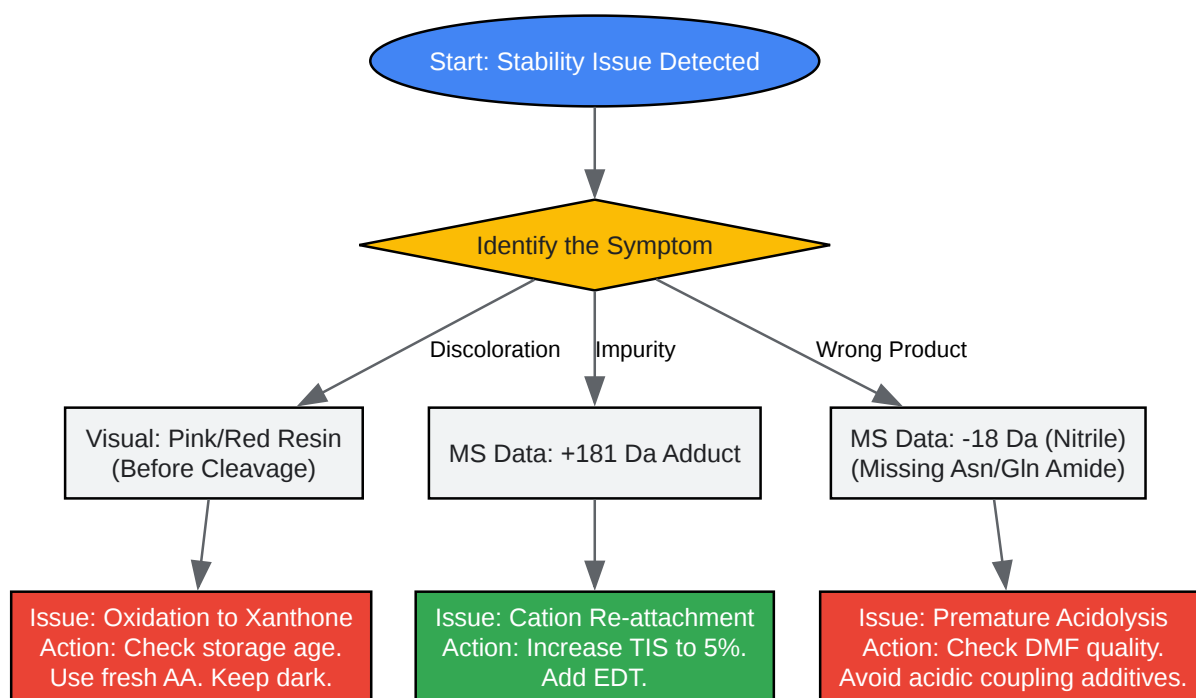 Start: Stability Issue Detected
Identify the Symptom
Discoloration
Impurity
Wrong Product
Visual: Pink/Red Resin
(Before Cleavage)
MS Data: +181 Da Adduct
MS Data: -18 Da (Nitrile)
(Missing Asn/Gln Amide)
Issue: Oxidation to Xanthone
Action: Check storage age.
Use fresh AA. Keep dark.
Issue: Cation Re-attachment
Action: Increase TIS to 5%.
Add EDT.
Issue: Premature Acidolysis
Action: Check DMF quality.
Avoid acidic coupling additives.